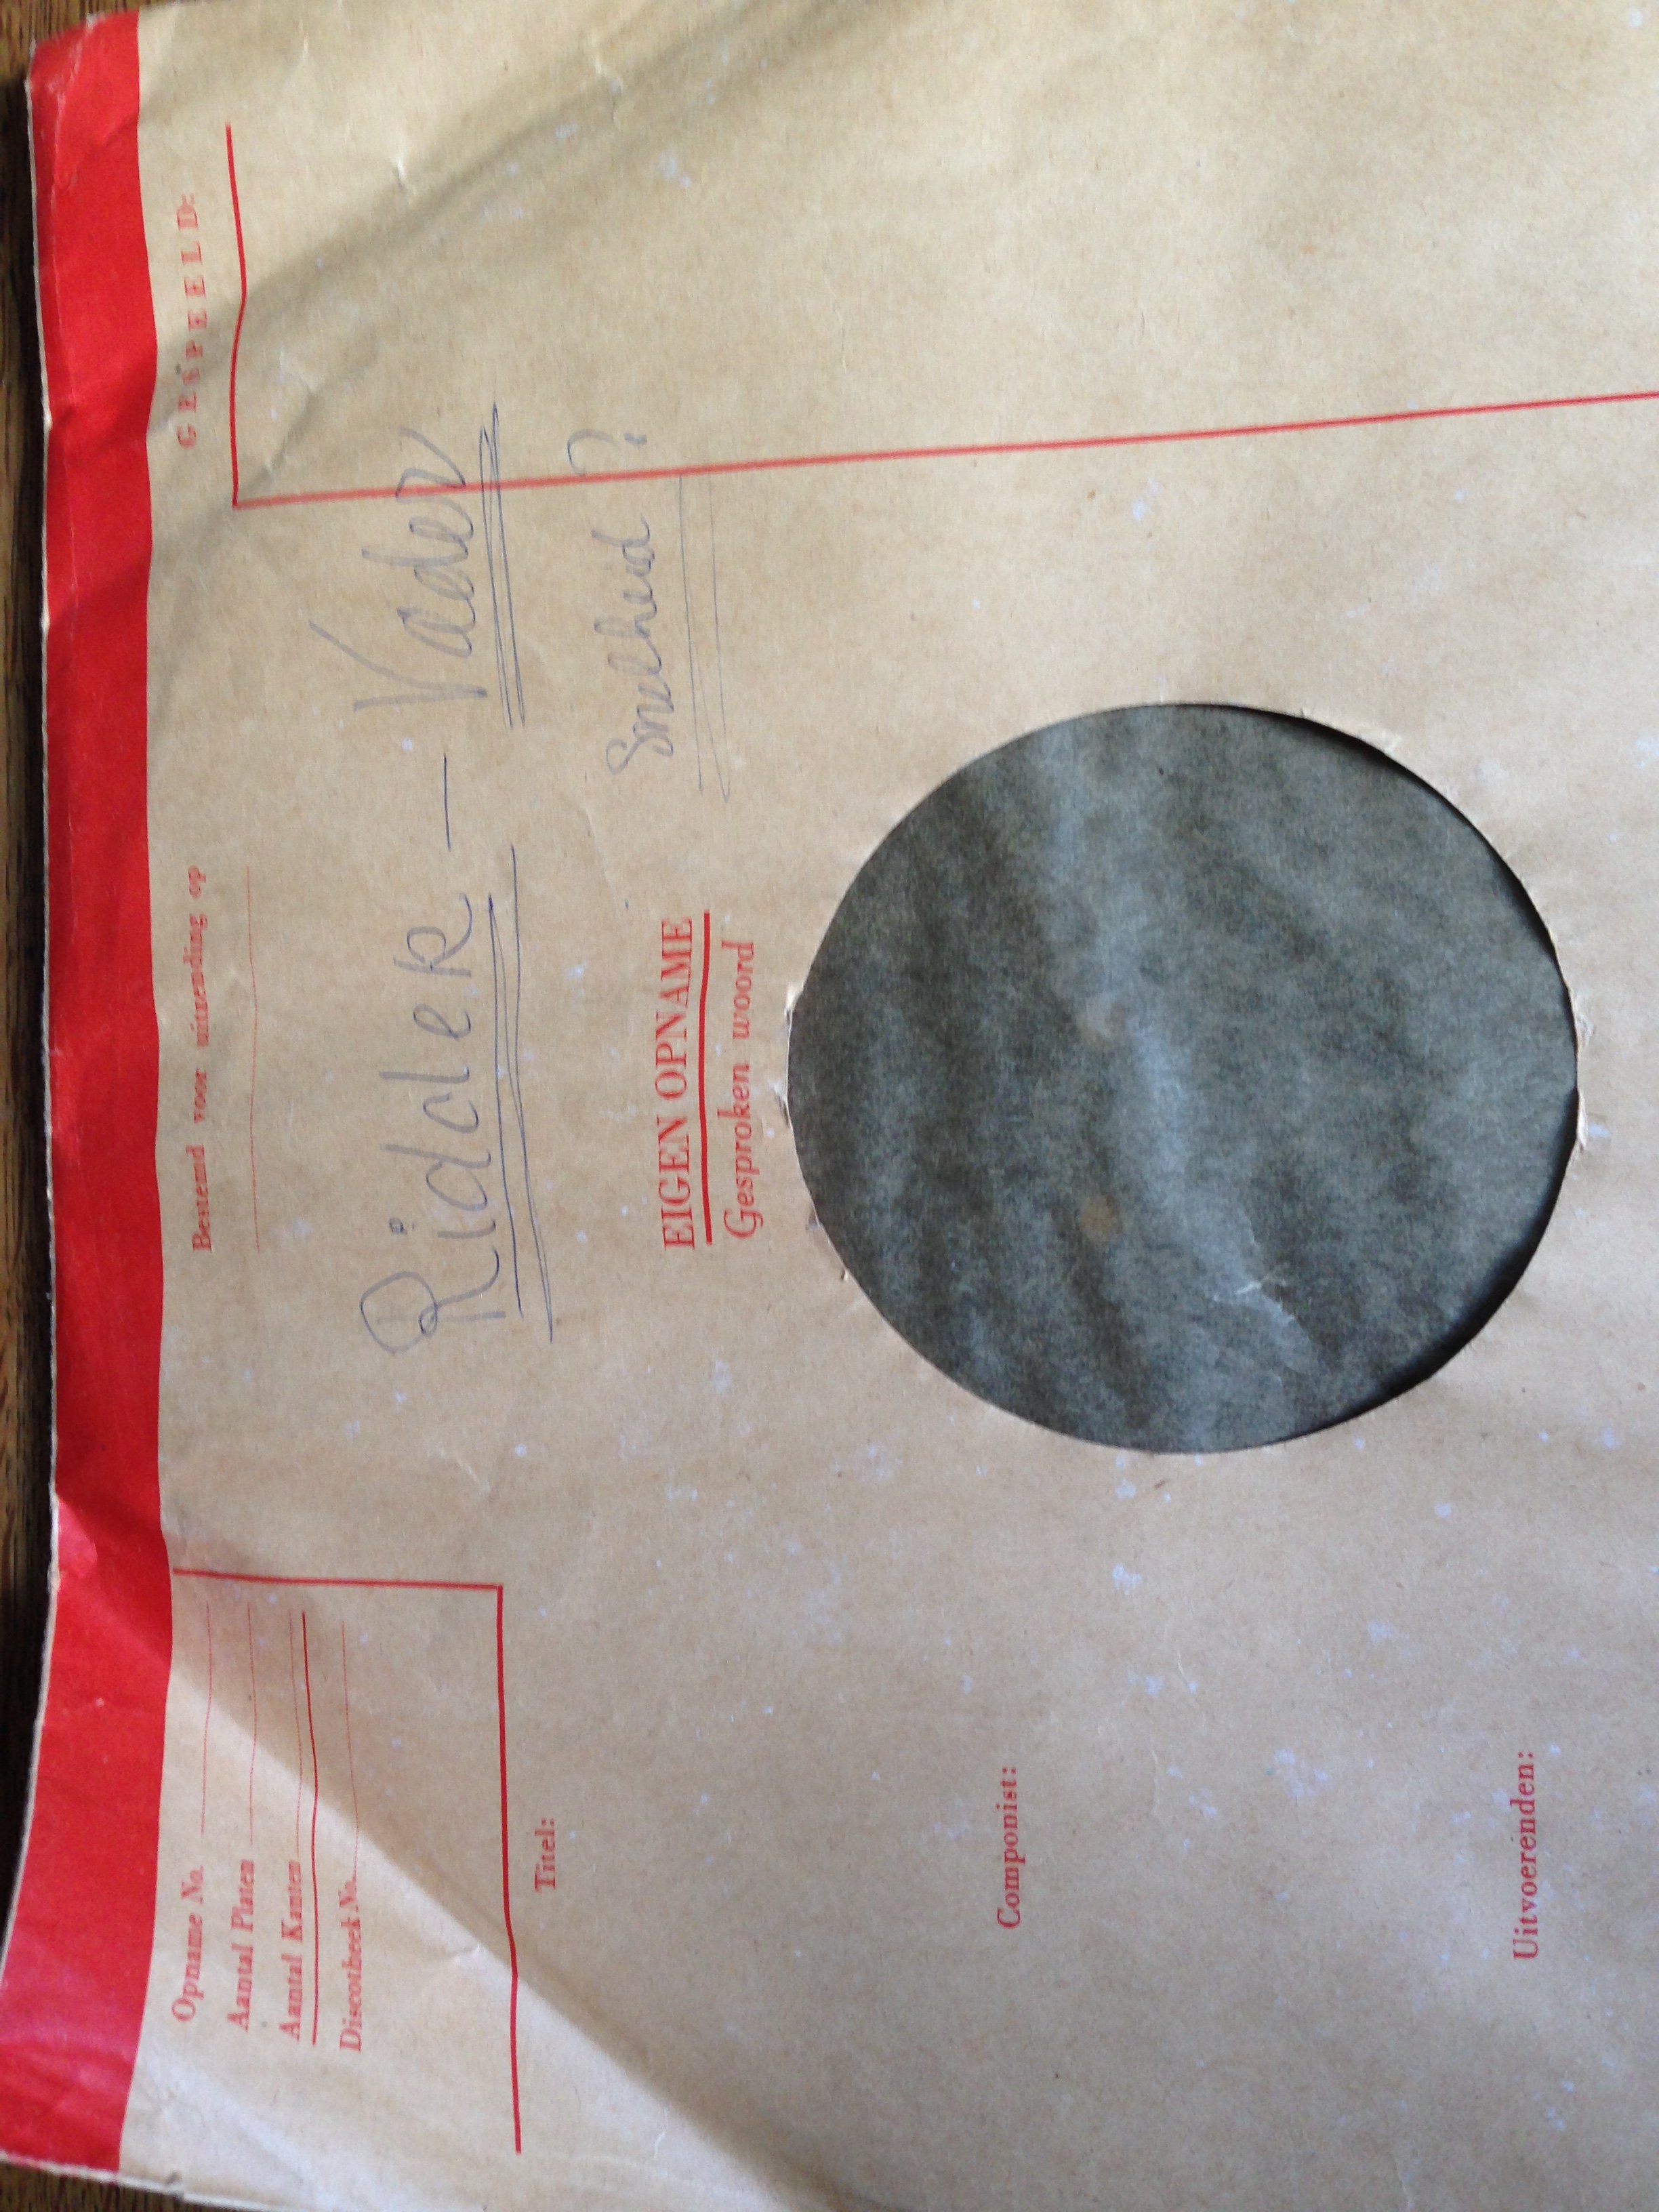 Opname No.
Aantal Platen
Aantal Kanten
Discotheek No.
Bestemd voor uitzending op
GESPEELD:
Riddek - Vader
Snelheid ?
EIGEN OPNAME
Gesproken woord
Titel:
Componist:
Uitvoerenden: